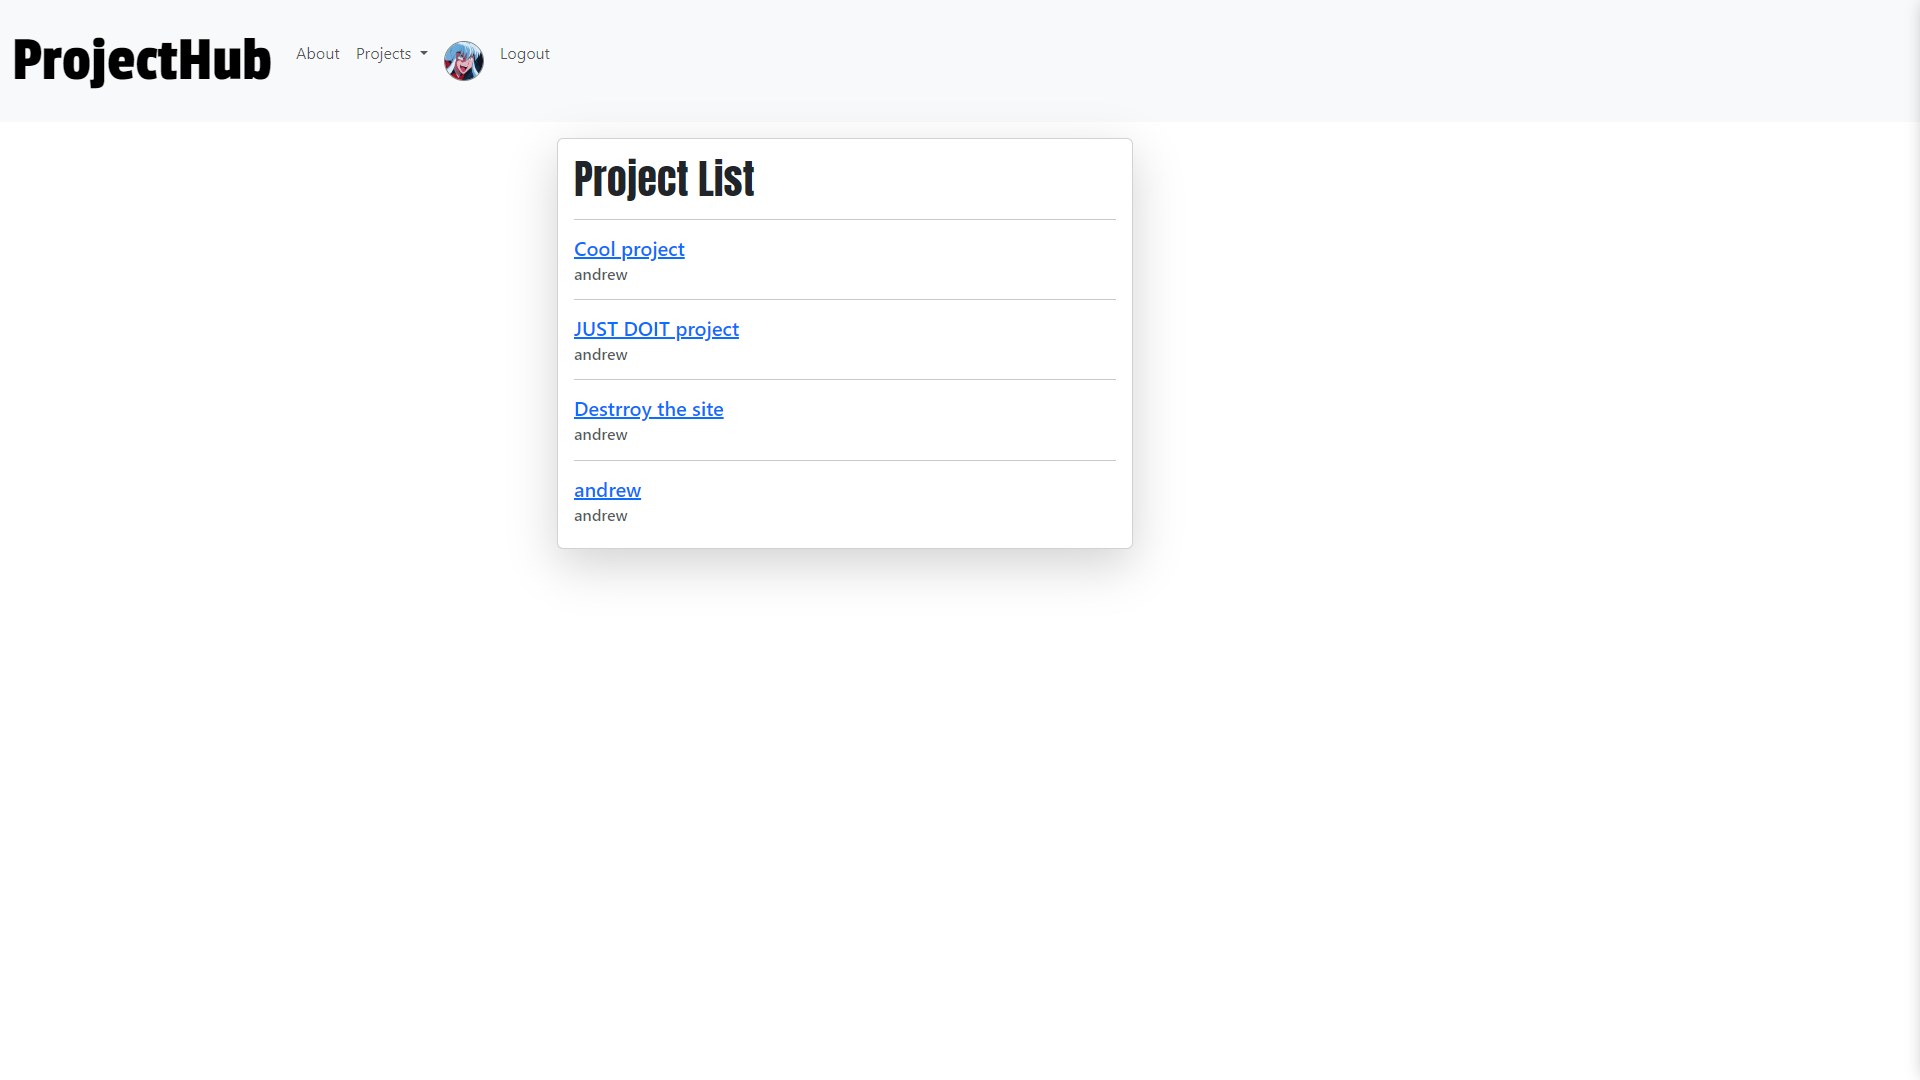 ProjectHub About Projects Logout
Project List
Cool project
andrew
JUST DOIT project
andrew
Destrroy the site
andrew
andrew
andrew